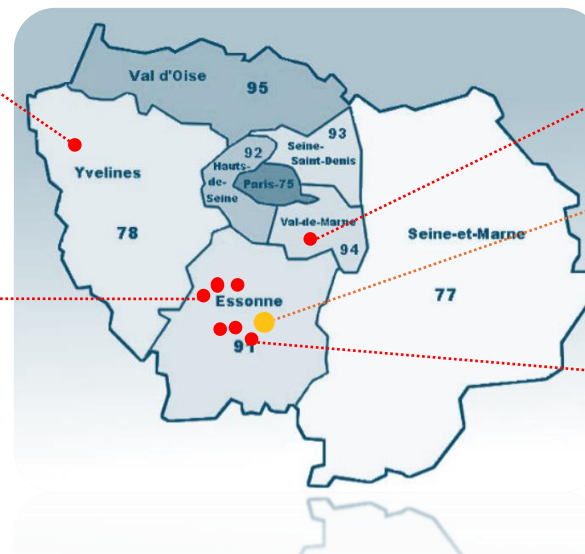 Val d'Oise
95
93
Seine-
Saint-Denis
92
Hauts-
de-
Seine
Paris-75
Yvelines
78
Val-de-Marne
94
Seine-et-Marne
77
Essonne
91